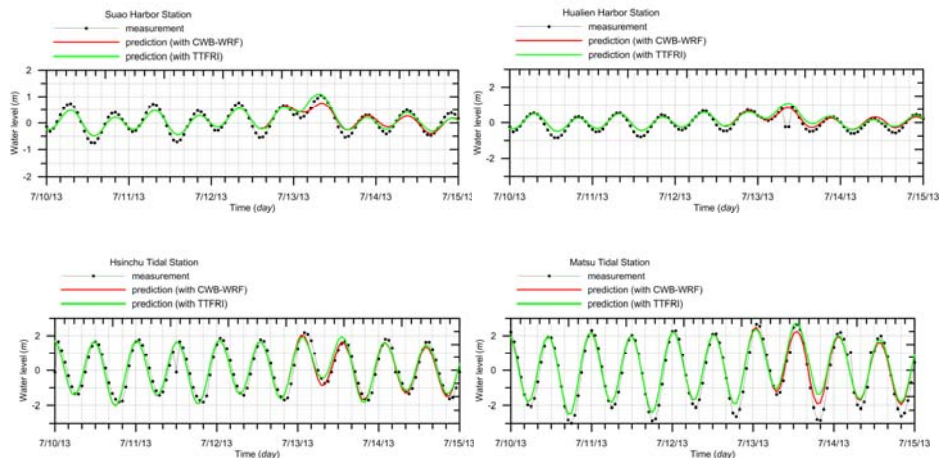 Suao Harbor Station
measurement
prediction (with CWB-WRF)
prediction (with TTFRI)
2
1
0
-1
-2
Water level (m)
7/10/13 7/11/13 7/12/13 7/13/13 7/14/13 7/15/13
Time (day)
Hualien Harbor Station
measurement
prediction (with CWB-WRF)
prediction (with TTFRI)
2
0
-2
Water level (m)
7/10/13 7/11/13 7/12/13 7/13/13 7/14/13 7/15/13
Time (day)
Hsinchu Tidal Station
measurement
prediction (with CWB-WRF)
prediction (with TTFRI)
2
0
-2
Water level (m)
7/10/13 7/11/13 7/12/13 7/13/13 7/14/13 7/15/13
Time (day)
Matsu Tidal Station
measurement
prediction (with CWB-WRF)
prediction (with TTFRI)
2
0
-2
Water level (m)
7/10/13 7/11/13 7/12/13 7/13/13 7/14/13 7/15/13
Time (day)